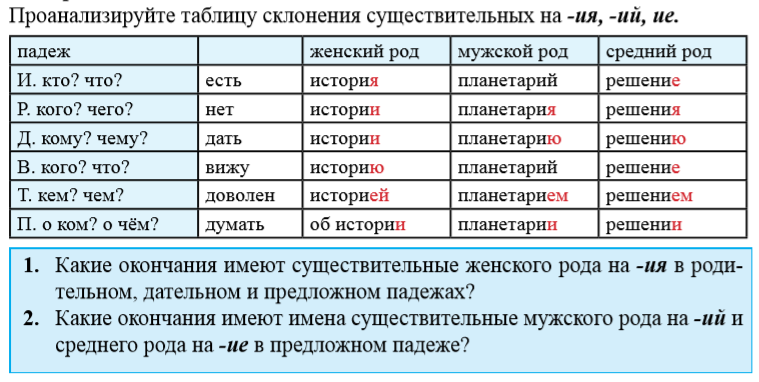 Проанализируйте таблицу склонения существительных на -ия, -ий, ие.
падеж женский род мужской род средний род
И. кто? что? есть история планетарий решение
Р. кого? чего? нет истории планетария решения
Д. кому? чему? дать истории планетарию решению
В. кого? что? вижу историю планетарий решение
Т. кем? чем? доволен историей планетарием решением
П. о ком? о чём? думать об истории планетарии решении
1. Какие окончания имеют существительные женского рода на -ия в роди-
тельном, дательном и предложном падежах?
2. Какие окончания имеют имена существительные мужского рода на -ий и
среднего рода на -ие в предложном падеже?